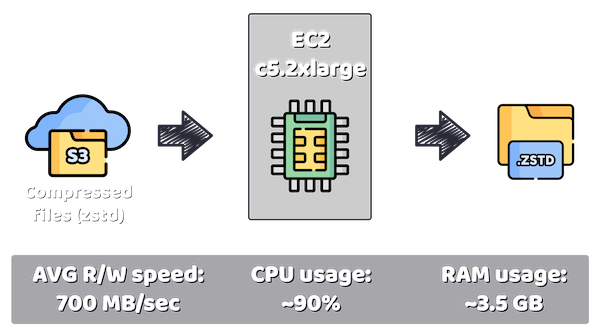 EC2
c5.2xlarge
S3
Compressed
files (zstd)
.ZSTD
AVG R/W speed:
700 MB/sec
CPU usage:
~90%
RAM usage:
~3.5 GB